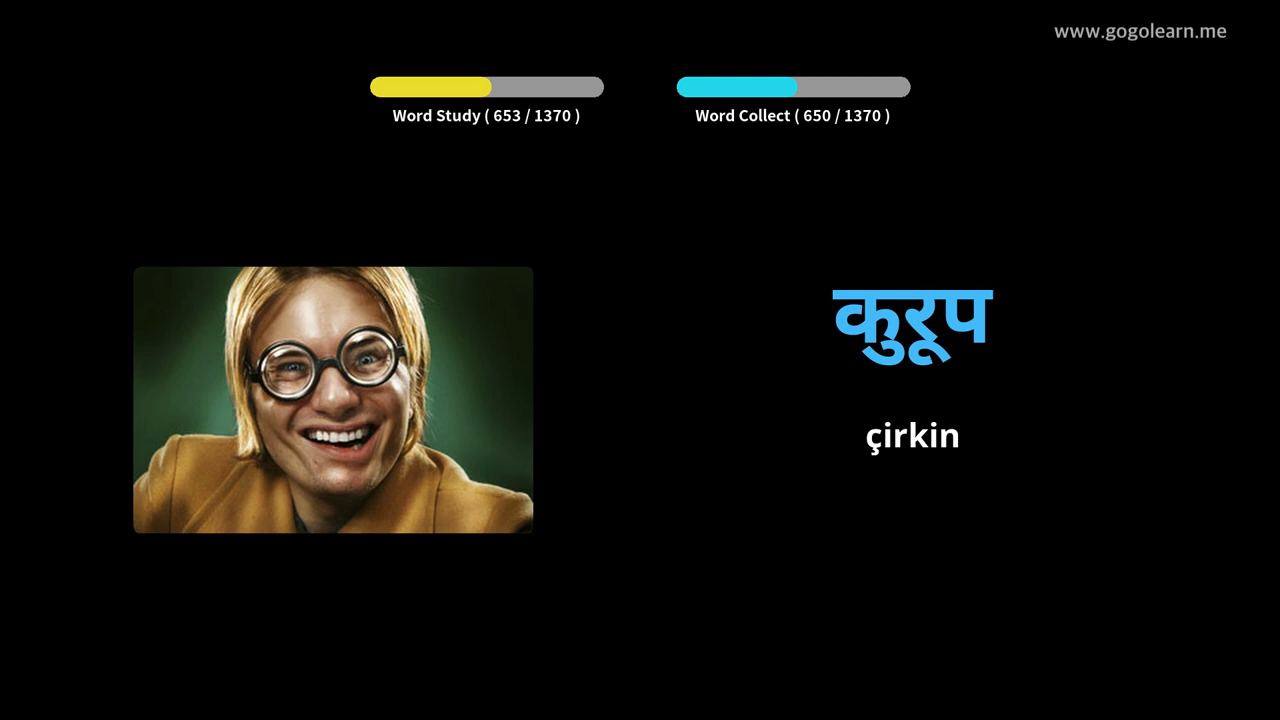 www.gogolearn.me
Word Study ( 653 / 1370 )
Word Collect ( 650 / 1370 )
कुरूप
çirkin